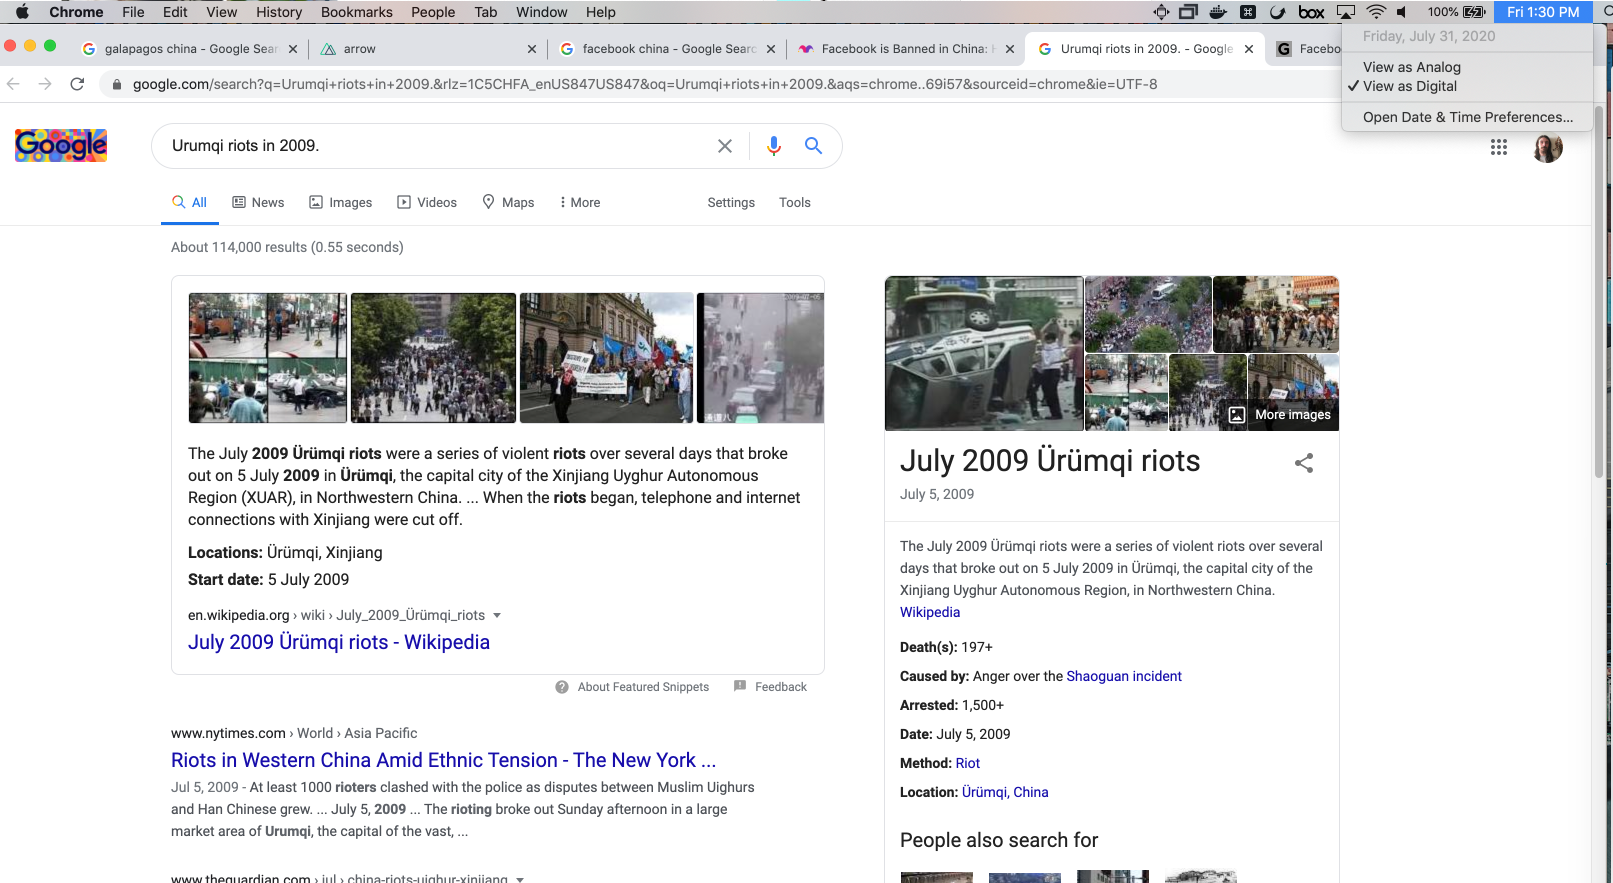 Chrome File Edit View History Bookmarks People Tab Window Help box 100% Fri 1:30 PM
Friday, July 31, 2020
View as Analog
✓ View as Digital
Open Date & Time Preferences...
galapagos china - Google Sear
arrow
facebook china - Google Searc
Facebook is Banned in China: H
Urumqi riots in 2009. - Google
Facebo
google.com/search?q=Urumqi+riots+in+2009.&rlz=1C5CHFA_enUS847US847&oq=Urumqi+riots+in+2009.&aqs=chrome..69i57&sourceid=chrome&ie=UTF-8
Google
Urumqi riots in 2009.
All News Images Videos Maps More Settings Tools
About 114,000 results (0.55 seconds)
The July 2009 Ürümqi riots were a series of violent riots over several days that broke
out on 5 July 2009 in Ürümqi, the capital city of the Xinjiang Uyghur Autonomous
Region (XUAR), in Northwestern China. ... When the riots began, telephone and internet
connections with Xinjiang were cut off.
Locations: Ürümqi, Xinjiang
Start date: 5 July 2009
en.wikipedia.org › wiki › July_2009_Ürümqi_riots
July 2009 Ürümqi riots - Wikipedia
About Featured Snippets Feedback
www.nytimes.com › World › Asia Pacific
Riots in Western China Amid Ethnic Tension - The New York ...
Jul 5, 2009 - At least 1000 rioters clashed with the police as disputes between Muslim Uighurs
and Han Chinese grew. ... July 5, 2009 ... The rioting broke out Sunday afternoon in a large
market area of Urumqi, the capital of the vast, ...
www.theguardian.com › jul › china-riots-uighur-xinjiang
More images
July 2009 Ürümqi riots
July 5, 2009
The July 2009 Ürümqi riots were a series of violent riots over several
days that broke out on 5 July 2009 in Ürümqi, the capital city of the
Xinjiang Uyghur Autonomous Region, in Northwestern China.
Wikipedia
Death(s): 197+
Caused by: Anger over the Shaoguan incident
Arrested: 1,500+
Date: July 5, 2009
Method: Riot
Location: Ürümqi, China
People also search for